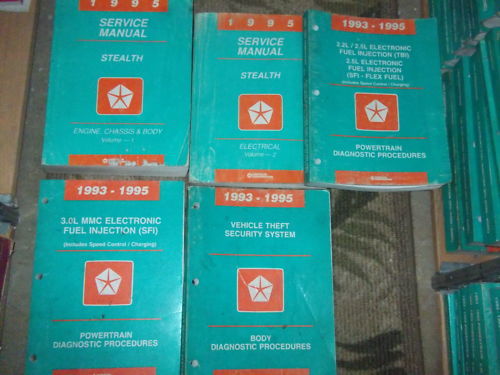 1995
SERVICE
MANUAL
STEALTH
ENGINE, CHASSIS & BODY
Volume — 1
1995
SERVICE
MANUAL
STEALTH
ELECTRICAL
Volume — 2
1993 - 1995
2.2L / 2.5L ELECTRONIC
FUEL INJECTION (TBI)
2.5L ELECTRONIC
FUEL INJECTION
(SFI - FLEX FUEL)
(Includes Speed Control / Charging)
POWERTRAIN
DIAGNOSTIC PROCEDURES
1993 - 1995
3.0L MMC ELECTRONIC
FUEL INJECTION (SFI)
(Includes Speed Control / Charging)
POWERTRAIN
DIAGNOSTIC PROCEDURES
1993 - 1995
VEHICLE THEFT
SECURITY SYSTEM
BODY
DIAGNOSTIC PROCEDURES